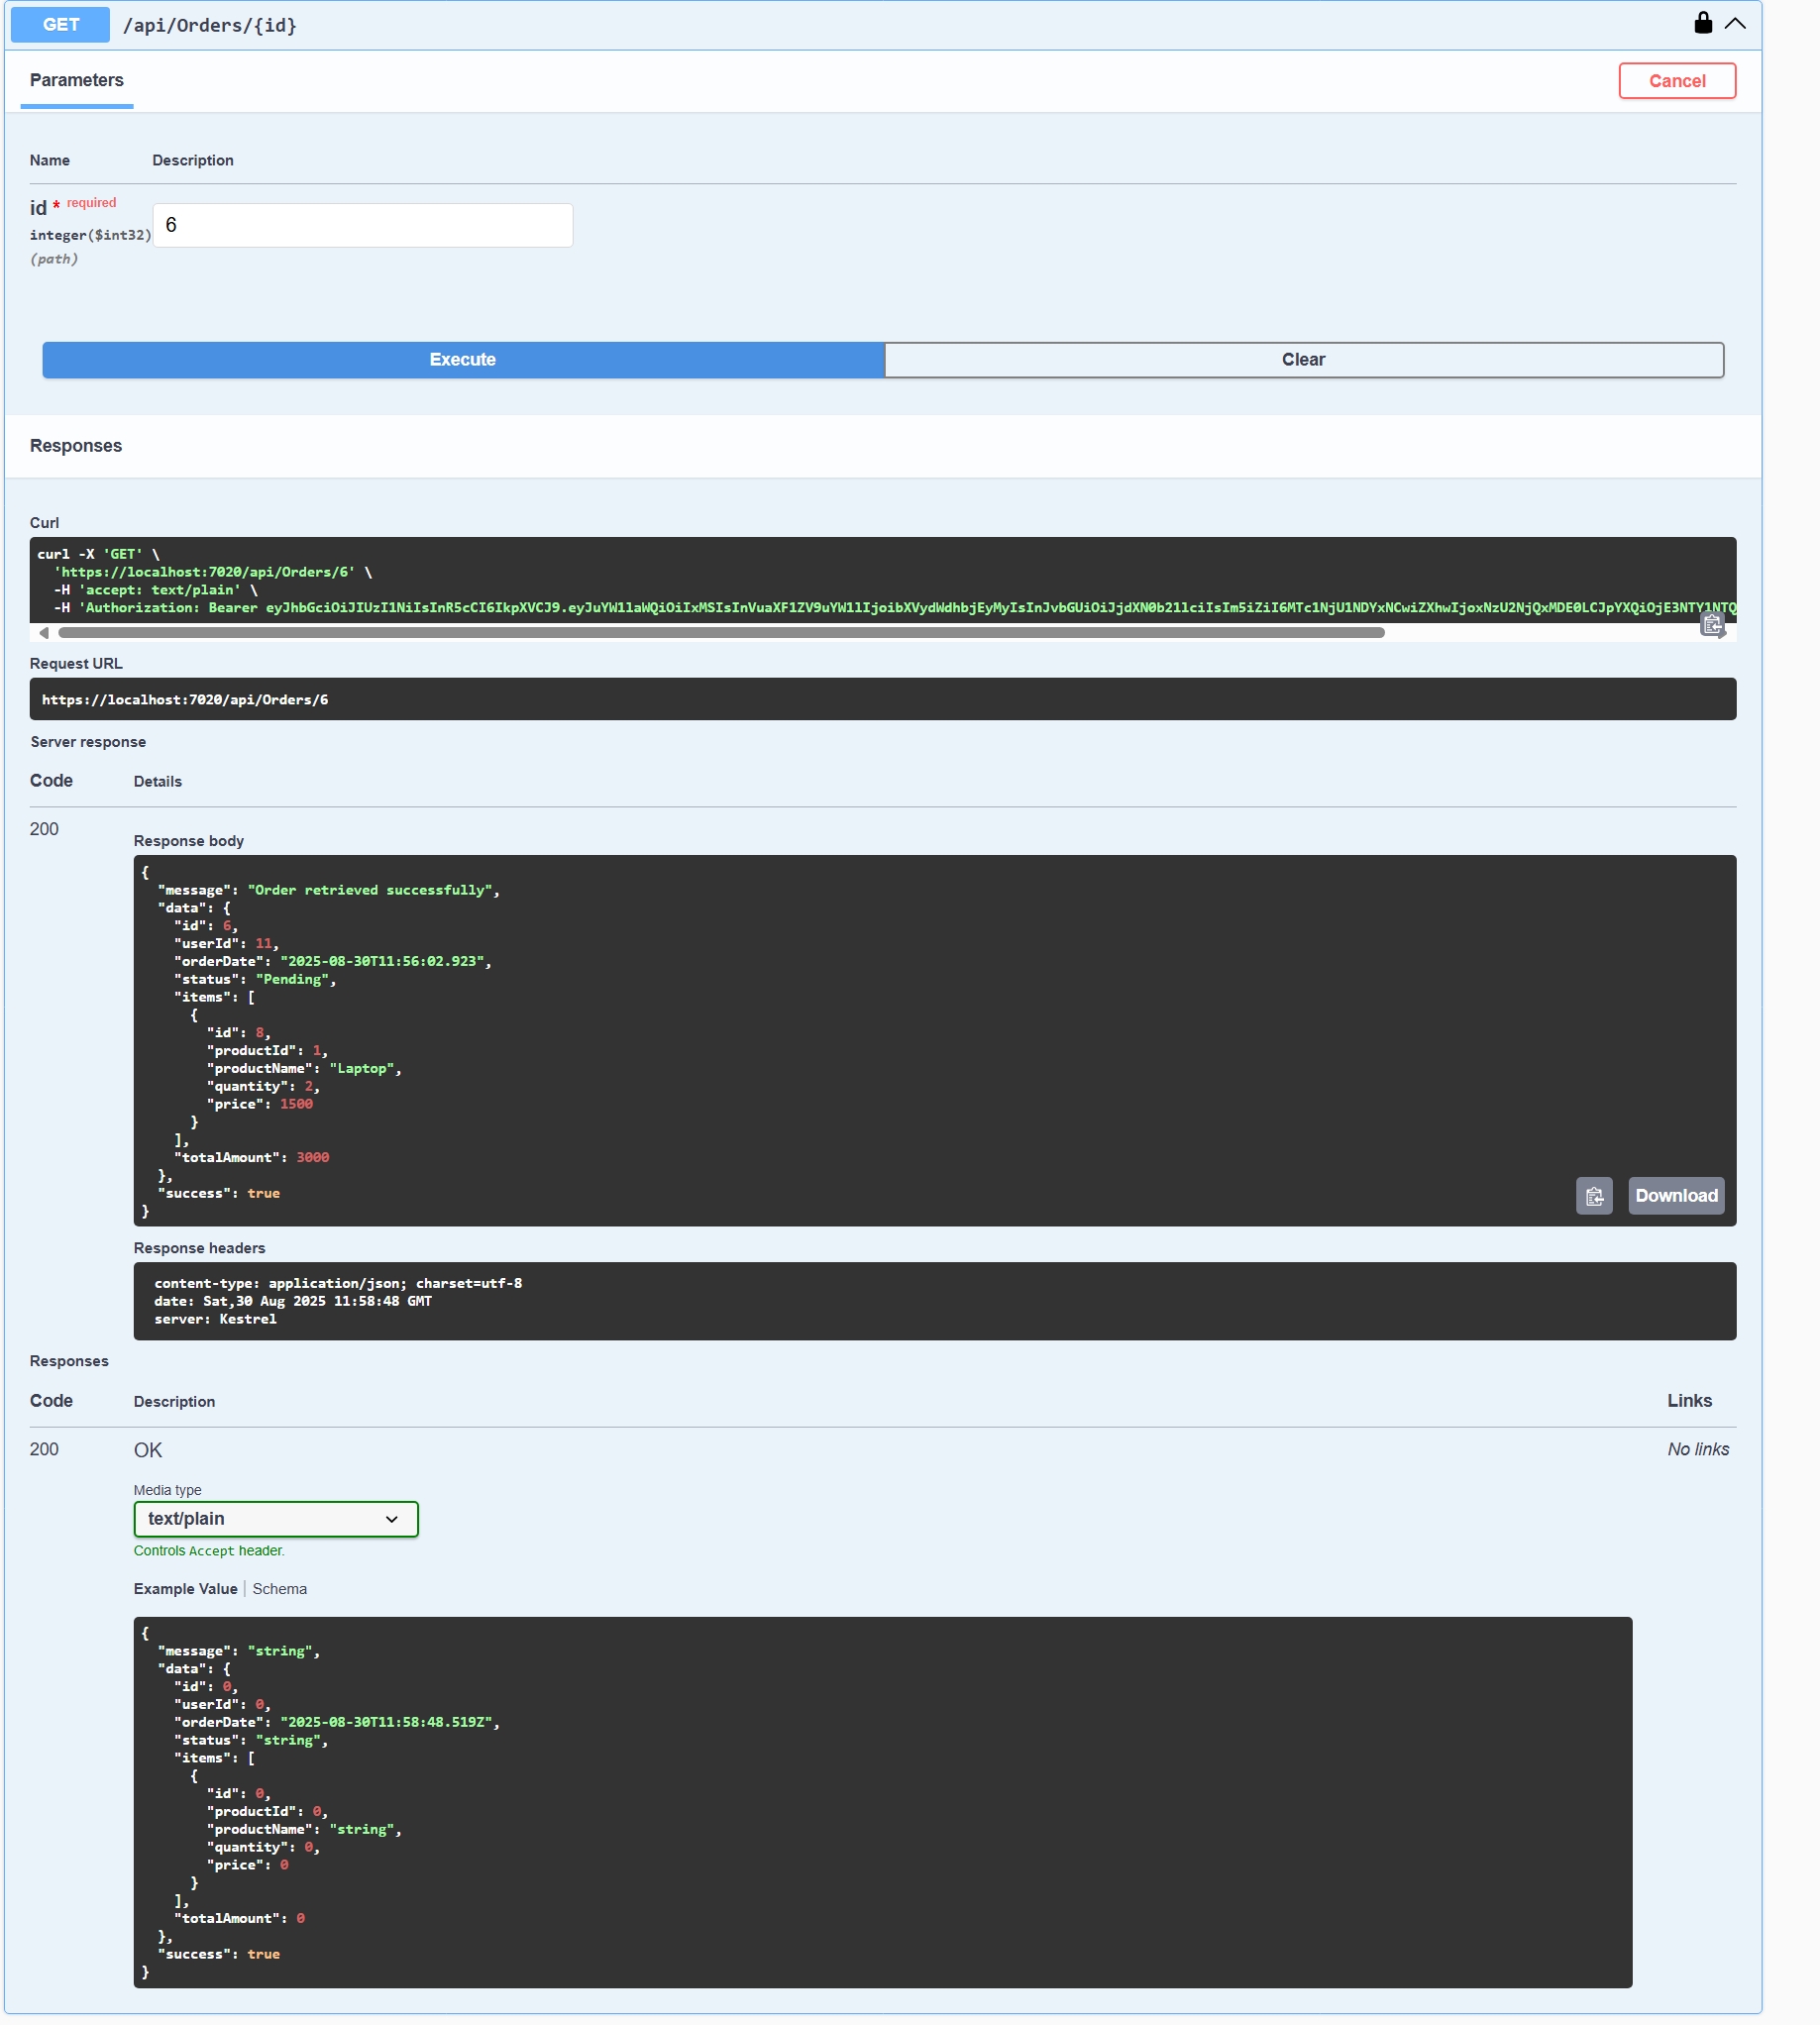 GET /api/Orders/{id}
Parameters
Cancel
Name Description
id * required
integer($int32)
(path)
6
Execute
Clear
Responses
Curl
curl -X 'GET' \
  'https://localhost:7020/api/Orders/6' \
  -H 'accept: text/plain' \
  -H 'Authorization: Bearer
Request URL
https://localhost:7020/api/Orders/6
Server response
Code Details
200
Response body
{
  "message": "Order retrieved successfully",
  "data": {
    "id": 6,
    "userId": 11,
    "orderDate": "2025-08-30T11:56:02.923",
    "status": "Pending",
    "items": [
      {
        "id": 8,
        "productId": 1,
        "productName": "Laptop",
        "quantity": 2,
        "price": 1500
      }
    ],
    "totalAmount": 3000
  },
  "success": true
}
Download
Response headers
content-type: application/json; charset=utf-8
date: Sat,30 Aug 2025 11:58:48 GMT
server: Kestrel
Responses
Code Description Links
200 OK No links
Media type
text/plain
Controls Accept header.
Example Value Schema
{
  "message": "string",
  "data": {
    "id": 0,
    "userId": 0,
    "orderDate": "2025-08-30T11:58:48.519Z",
    "status": "string",
    "items": [
      {
        "id": 0,
        "productId": 0,
        "productName": "string",
        "quantity": 0,
        "price": 0
      }
    ],
    "totalAmount": 0
  },
  "success": true
}